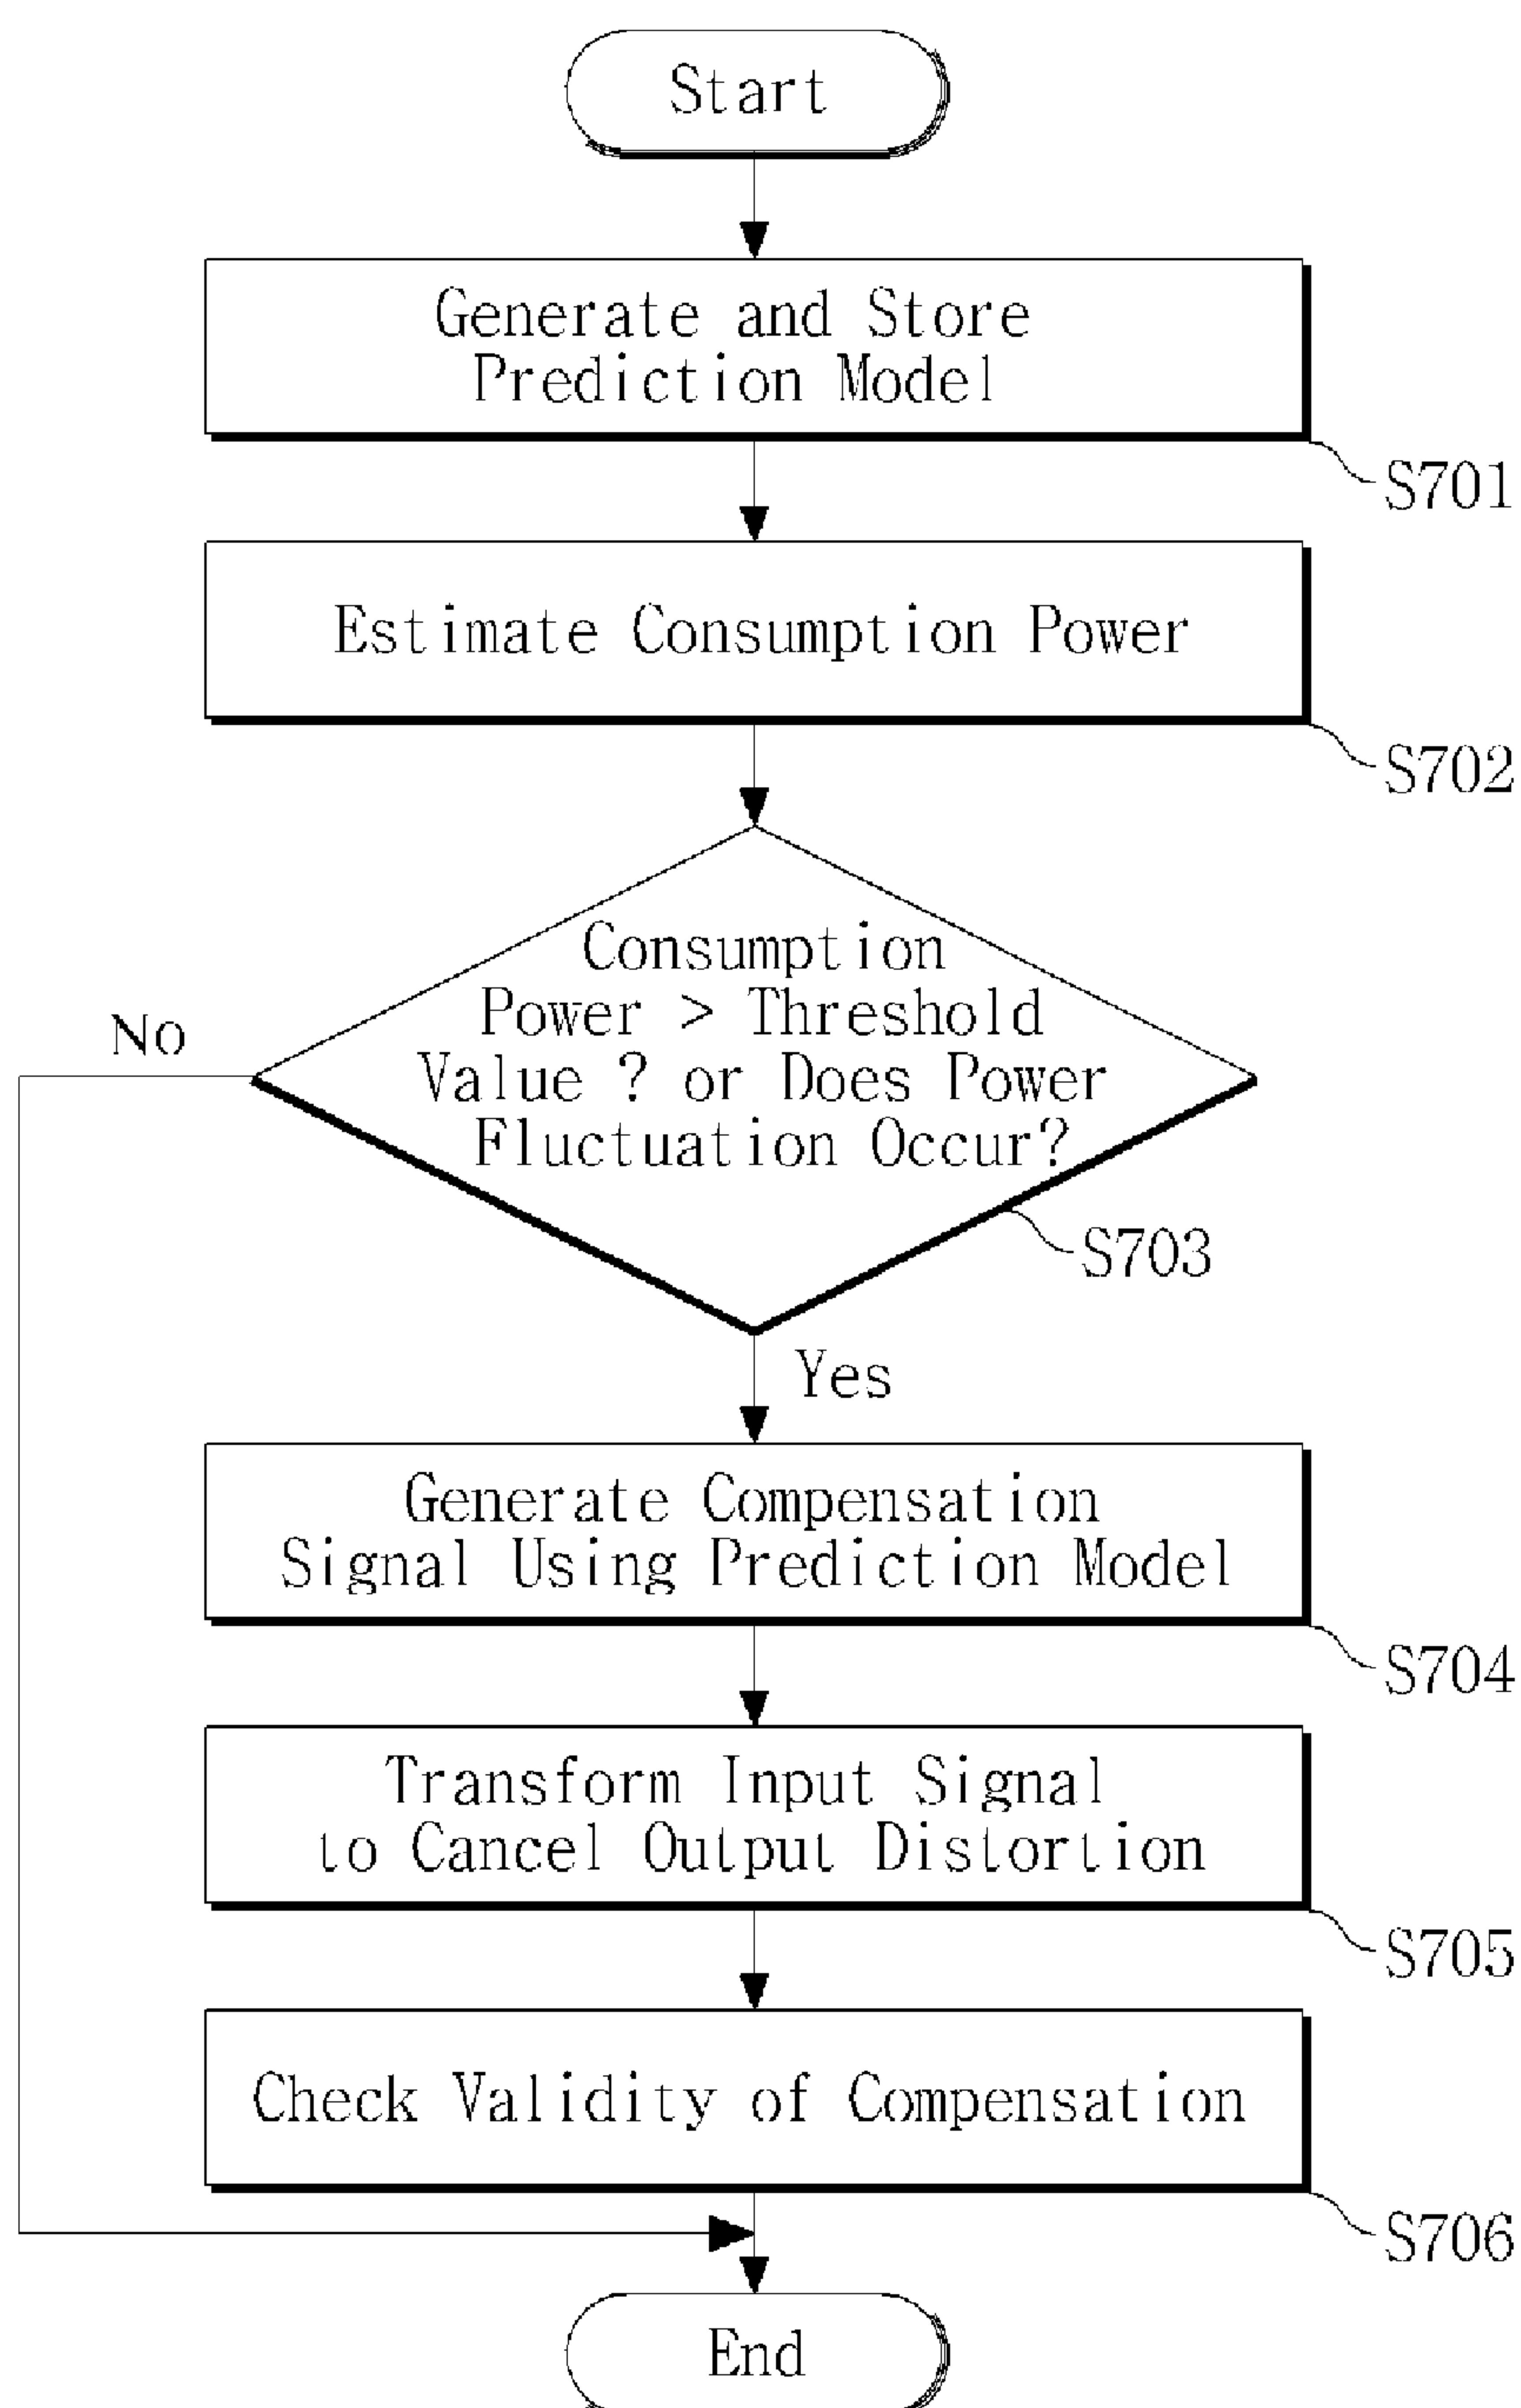 Start
Generate and Store
Prediction Model
S701
Estimate Consumption Power
S702
Consumption
Power > Threshold
Value ? or Does Power
Fluctuation Occur?
No
S703
Yes
Generate Compensation
Signal Using Prediction Model
S704
Transform Input Signal
to Cancel Output Distortion
S705
Check Validity of Compensation
S706
End